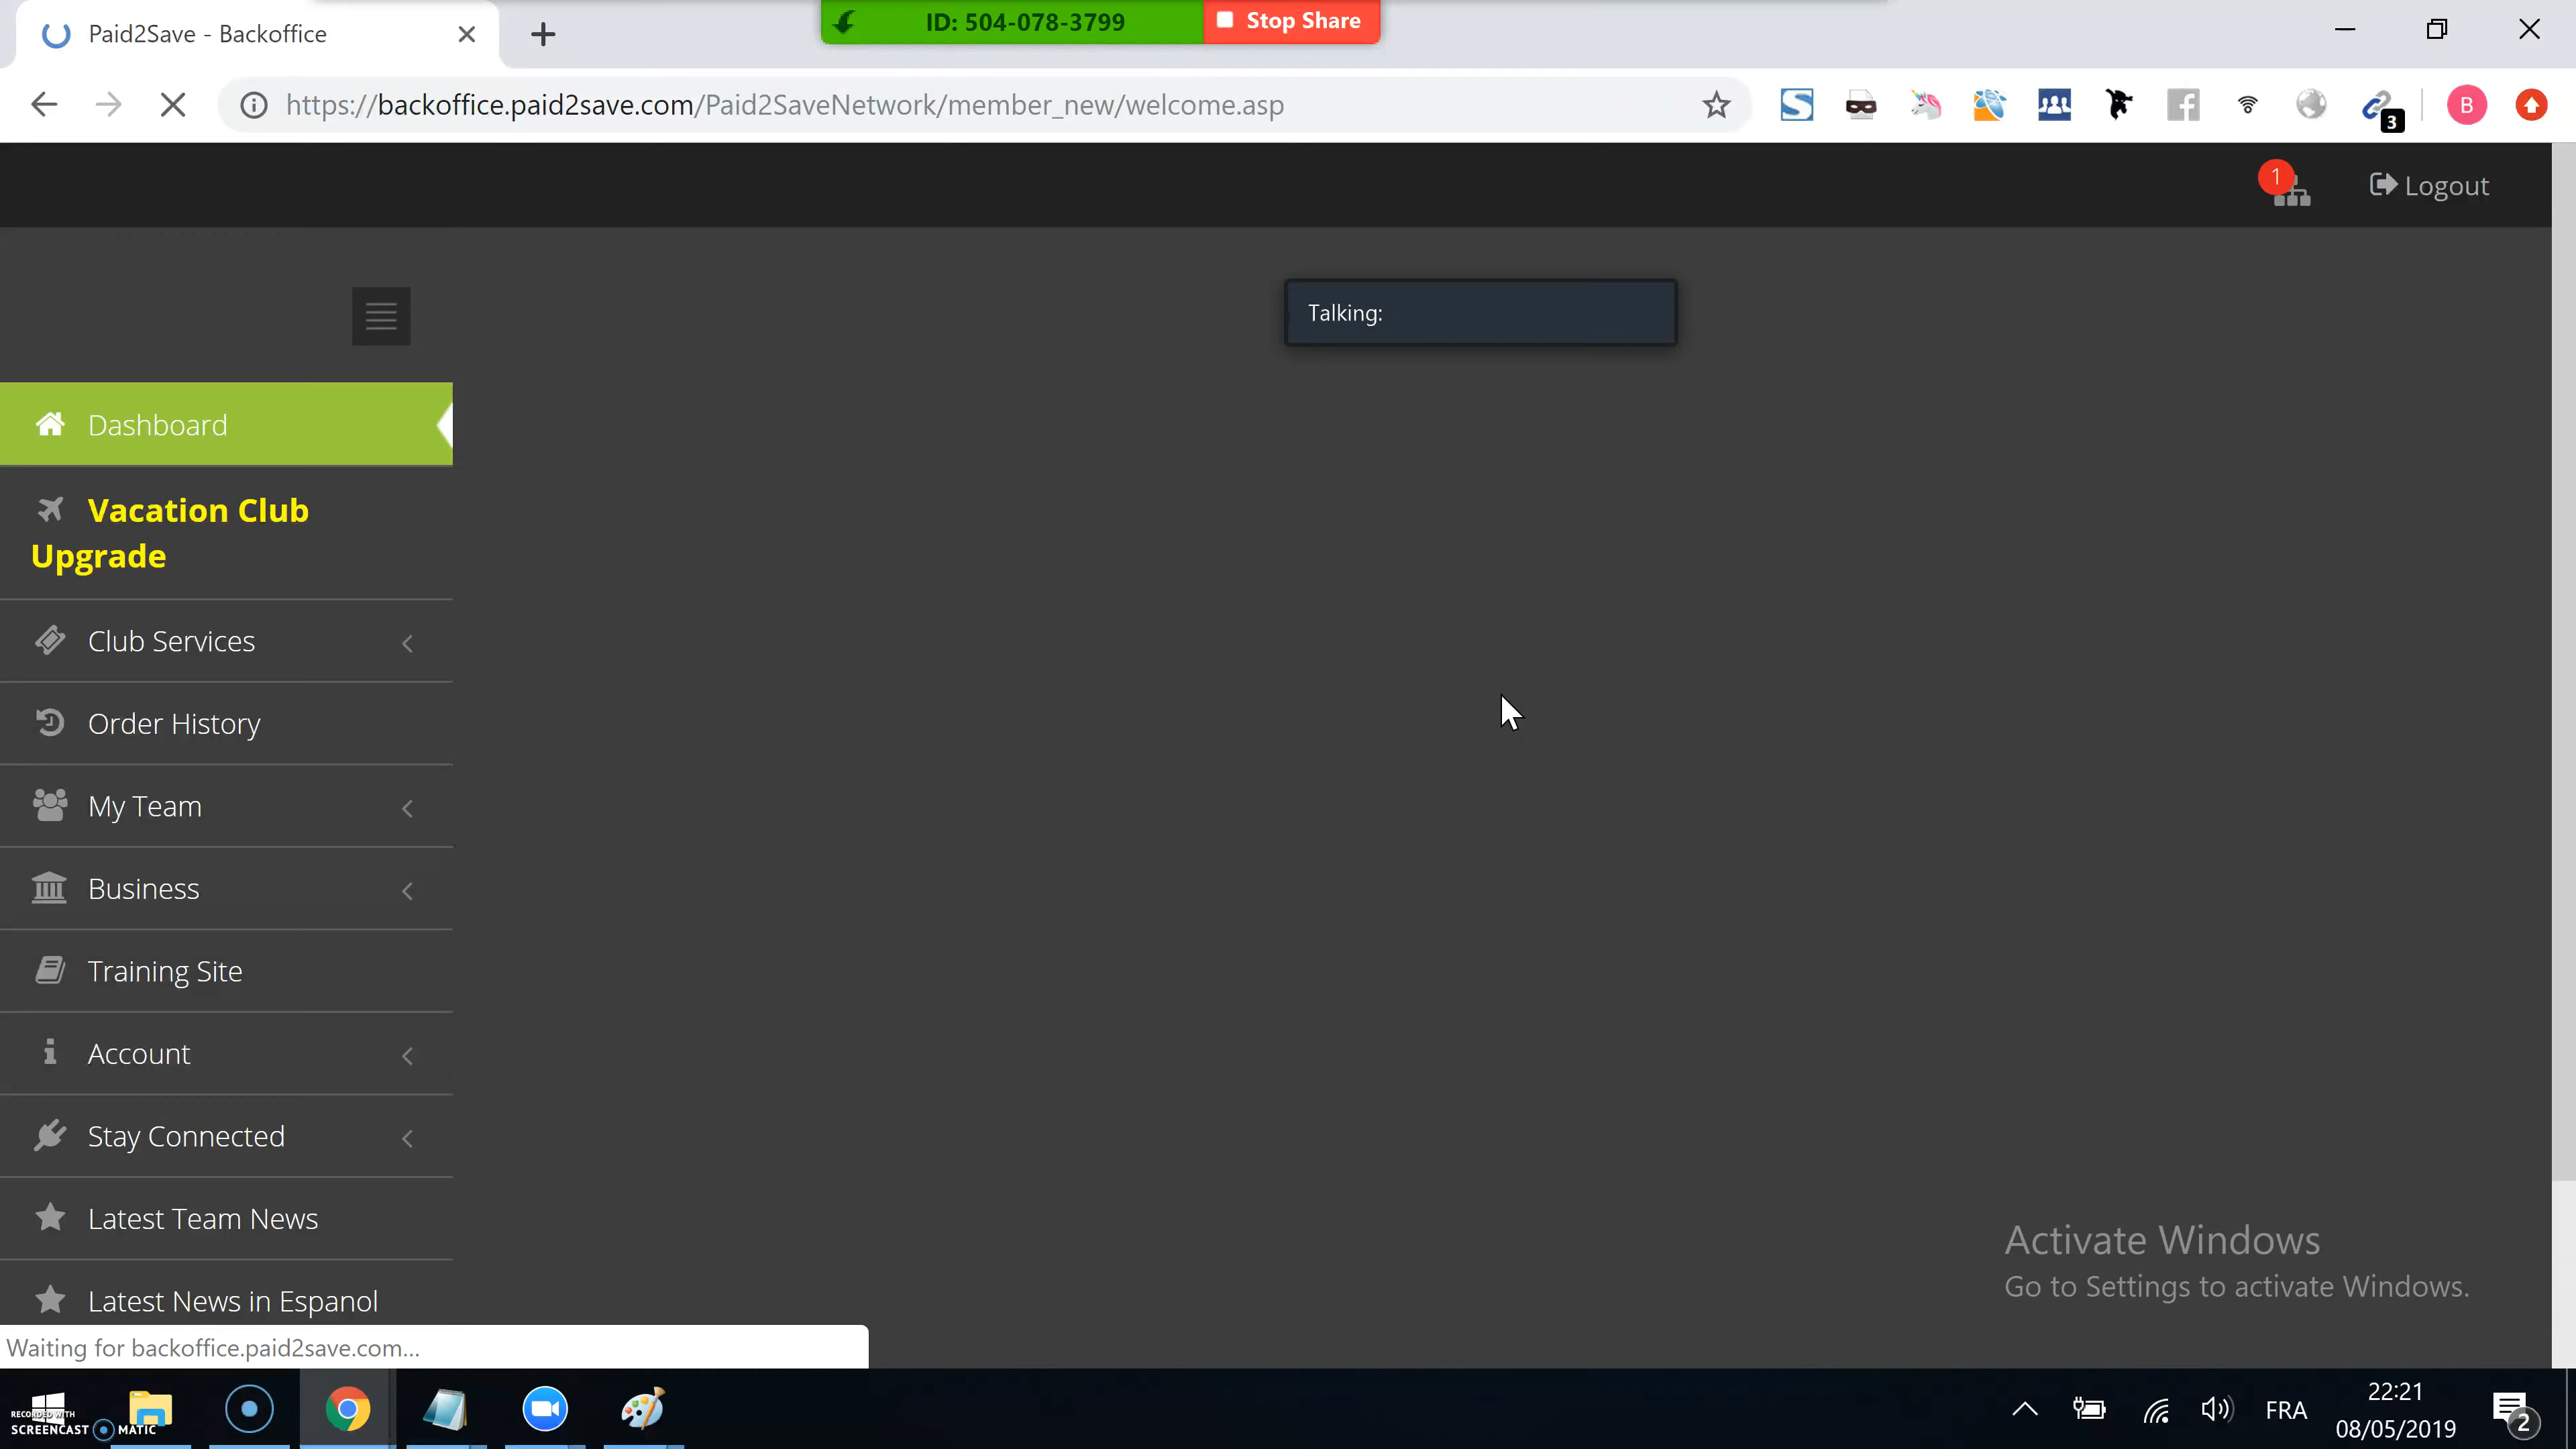 Paid2Save - Backoffice
ID: 504-078-3799
Stop Share
https://backoffice.paid2save.com/Paid2SaveNetwork/member_new/welcome.asp
3
B
1
Logout
Talking:
Dashboard
Vacation Club
Upgrade
Club Services
Order History
My Team
Business
Training Site
Account
Stay Connected
Latest Team News
Latest News in Espanol
Activate Windows
Go to Settings to activate Windows.
Waiting for backoffice.paid2save.com...
RECORDED WITH
SCREENCAST MATIC
FRA
22:21
08/05/2019
2